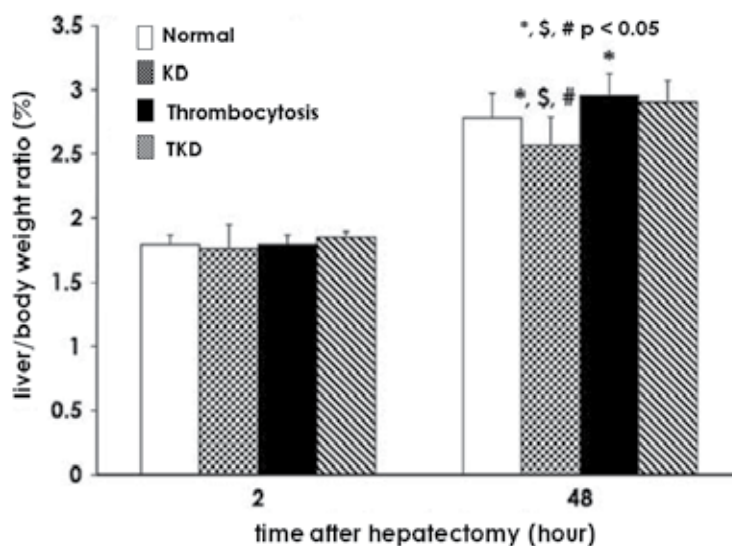 liver/body weight ratio (%)
3.5
3
2.5
2
1.5
1
0.5
0
Normal
KD
Thrombocytosis
TKD
*, $, # p < 0.05
*
*, $, #
2
48
time after hepatectomy (hour)